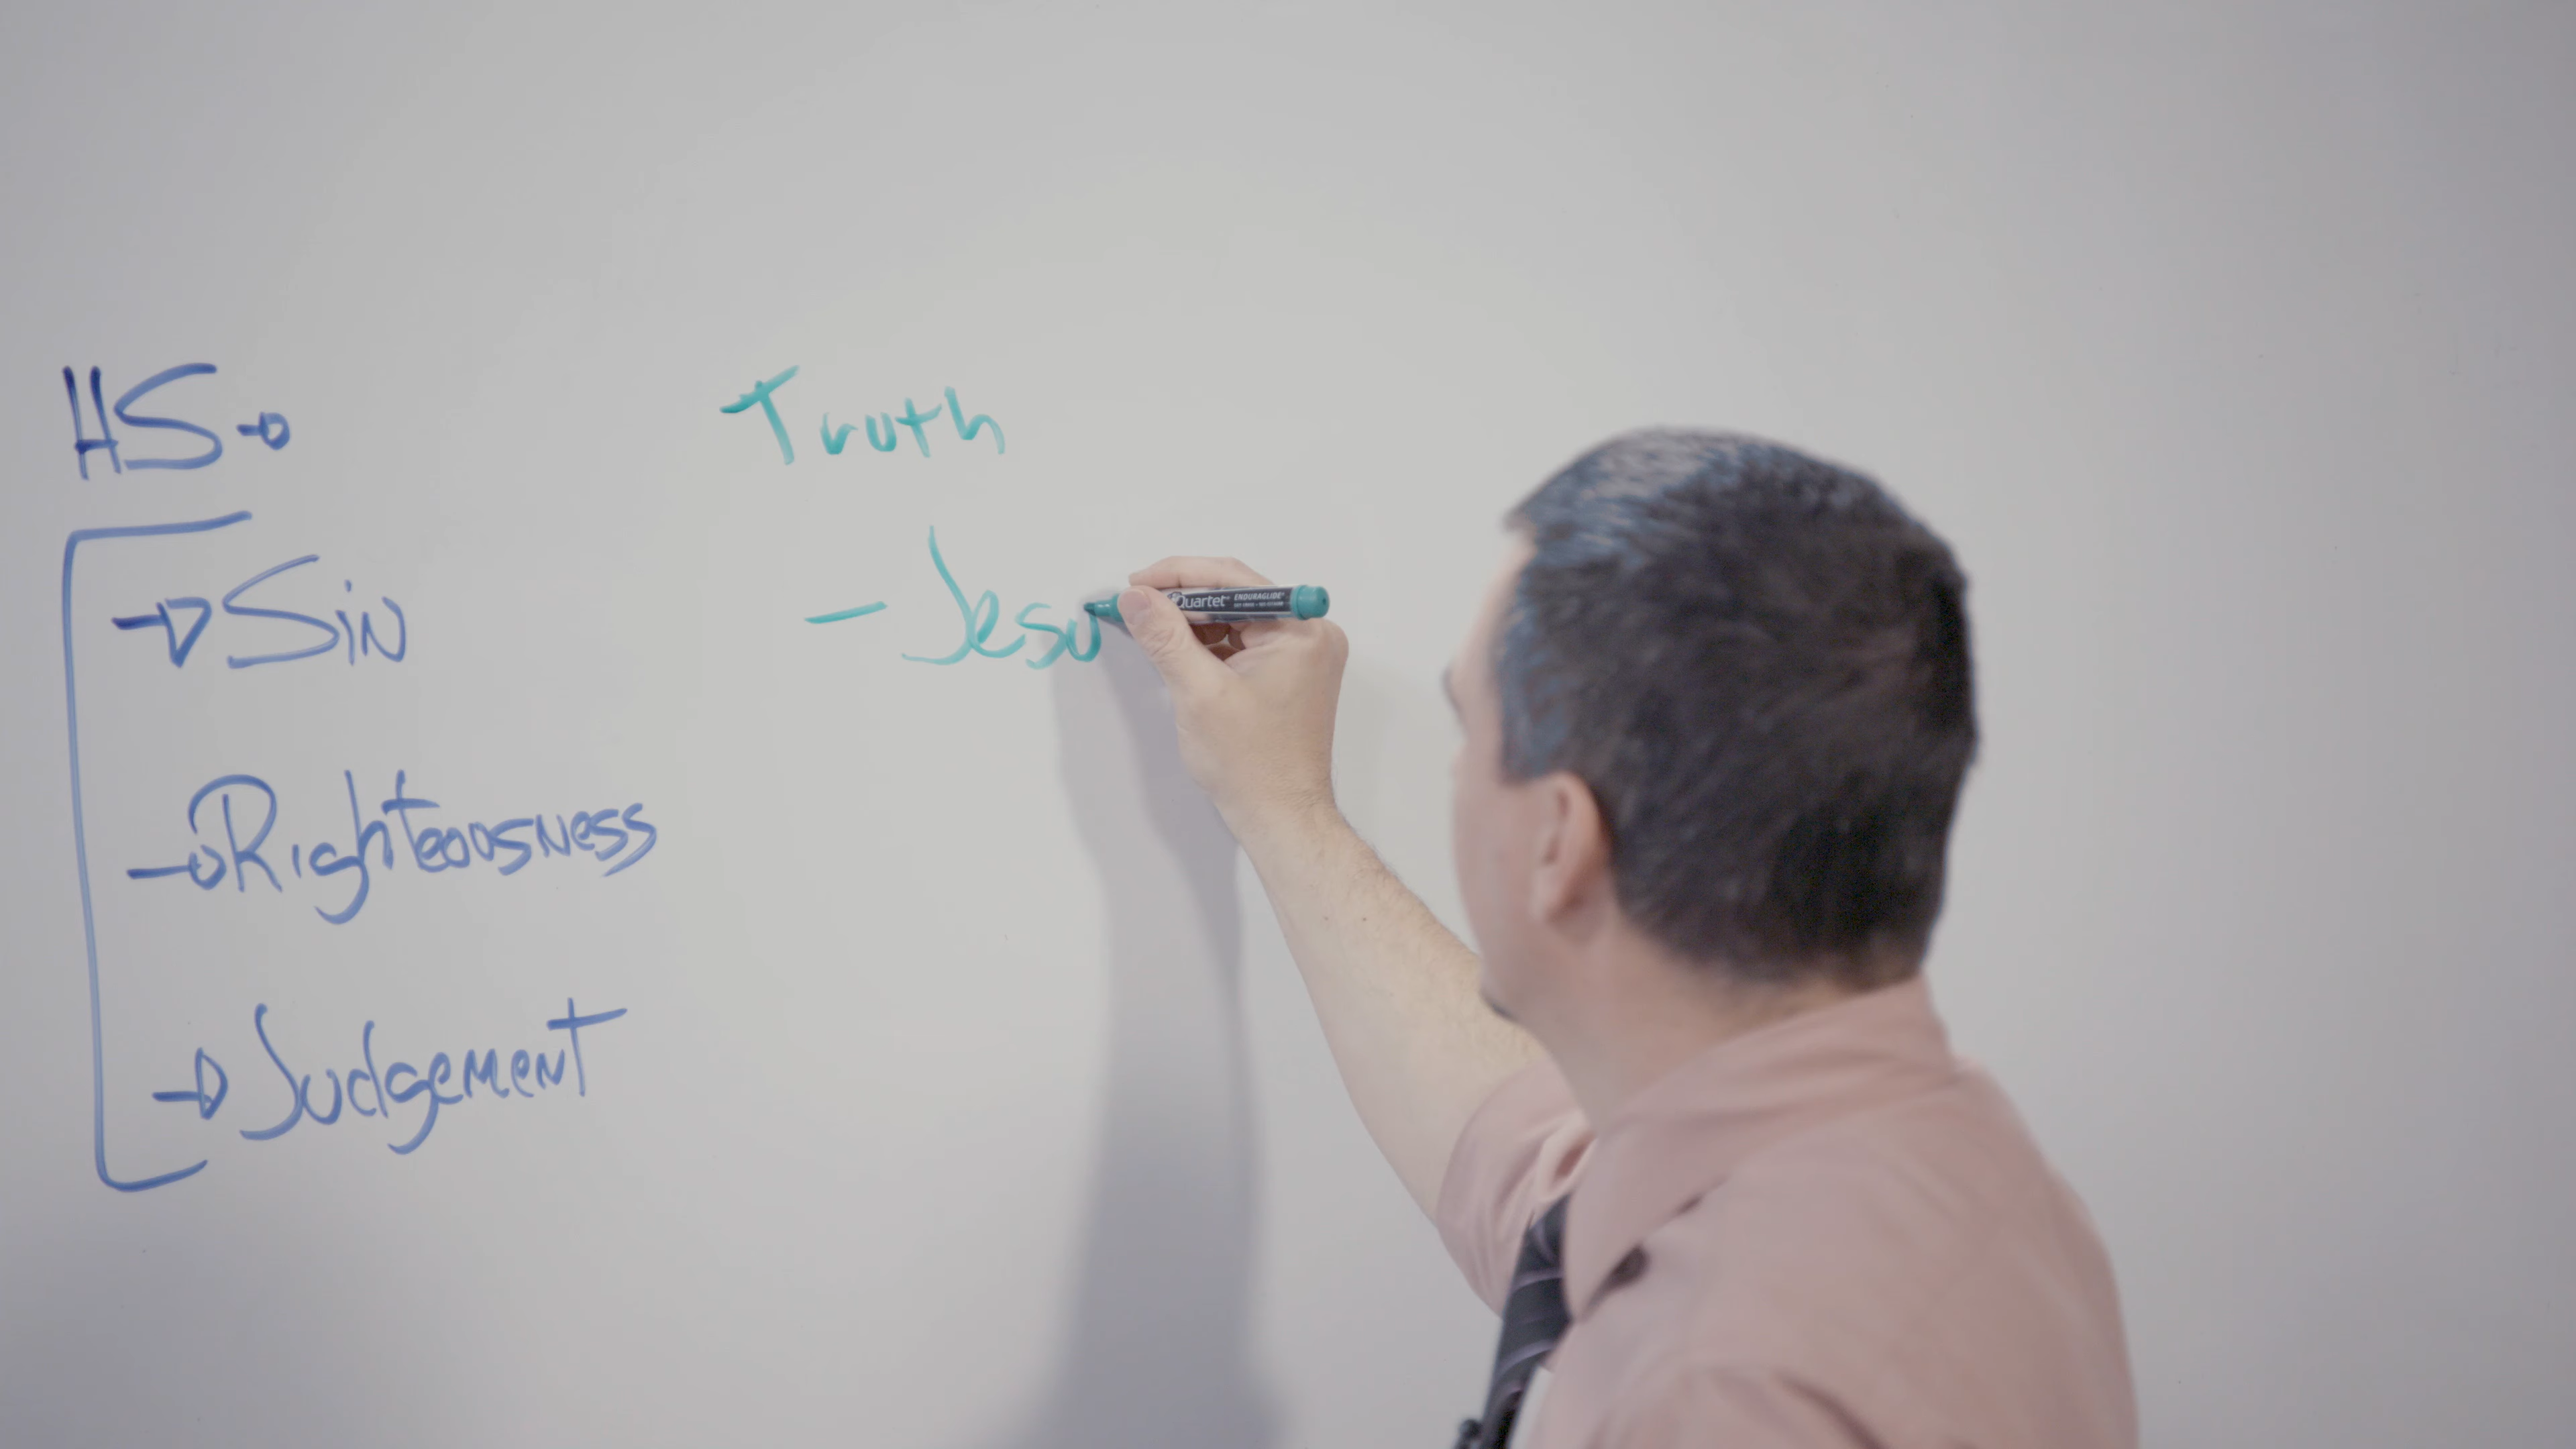 HS→
→Sin
→Righteousness
→Judgement
Truth
- Jesu
Quartet ENDURAGLIDE